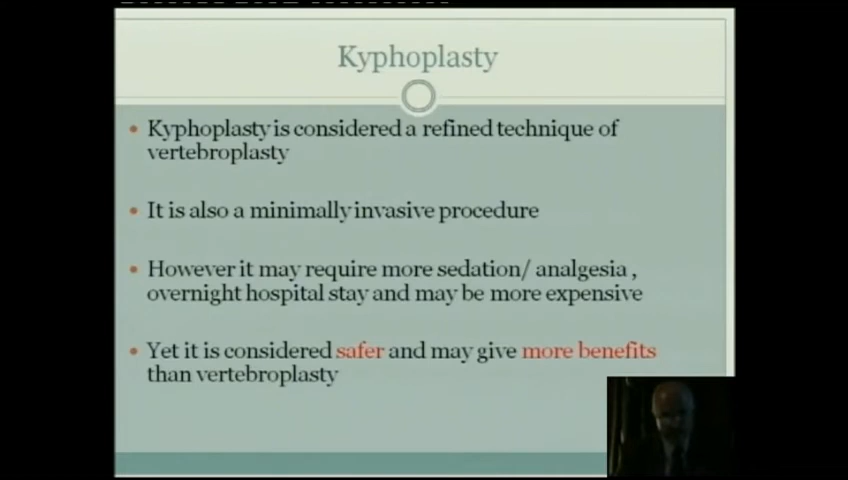 Kyphoplasty
• Kyphoplasty is considered a refined technique of
vertebroplasty
• It is also a minimally invasive procedure
• However it may require more sedation/ analgesia ,
overnight hospital stay and may be more expensive
• Yet it is considered safer and may give more benefits
than vertebroplasty